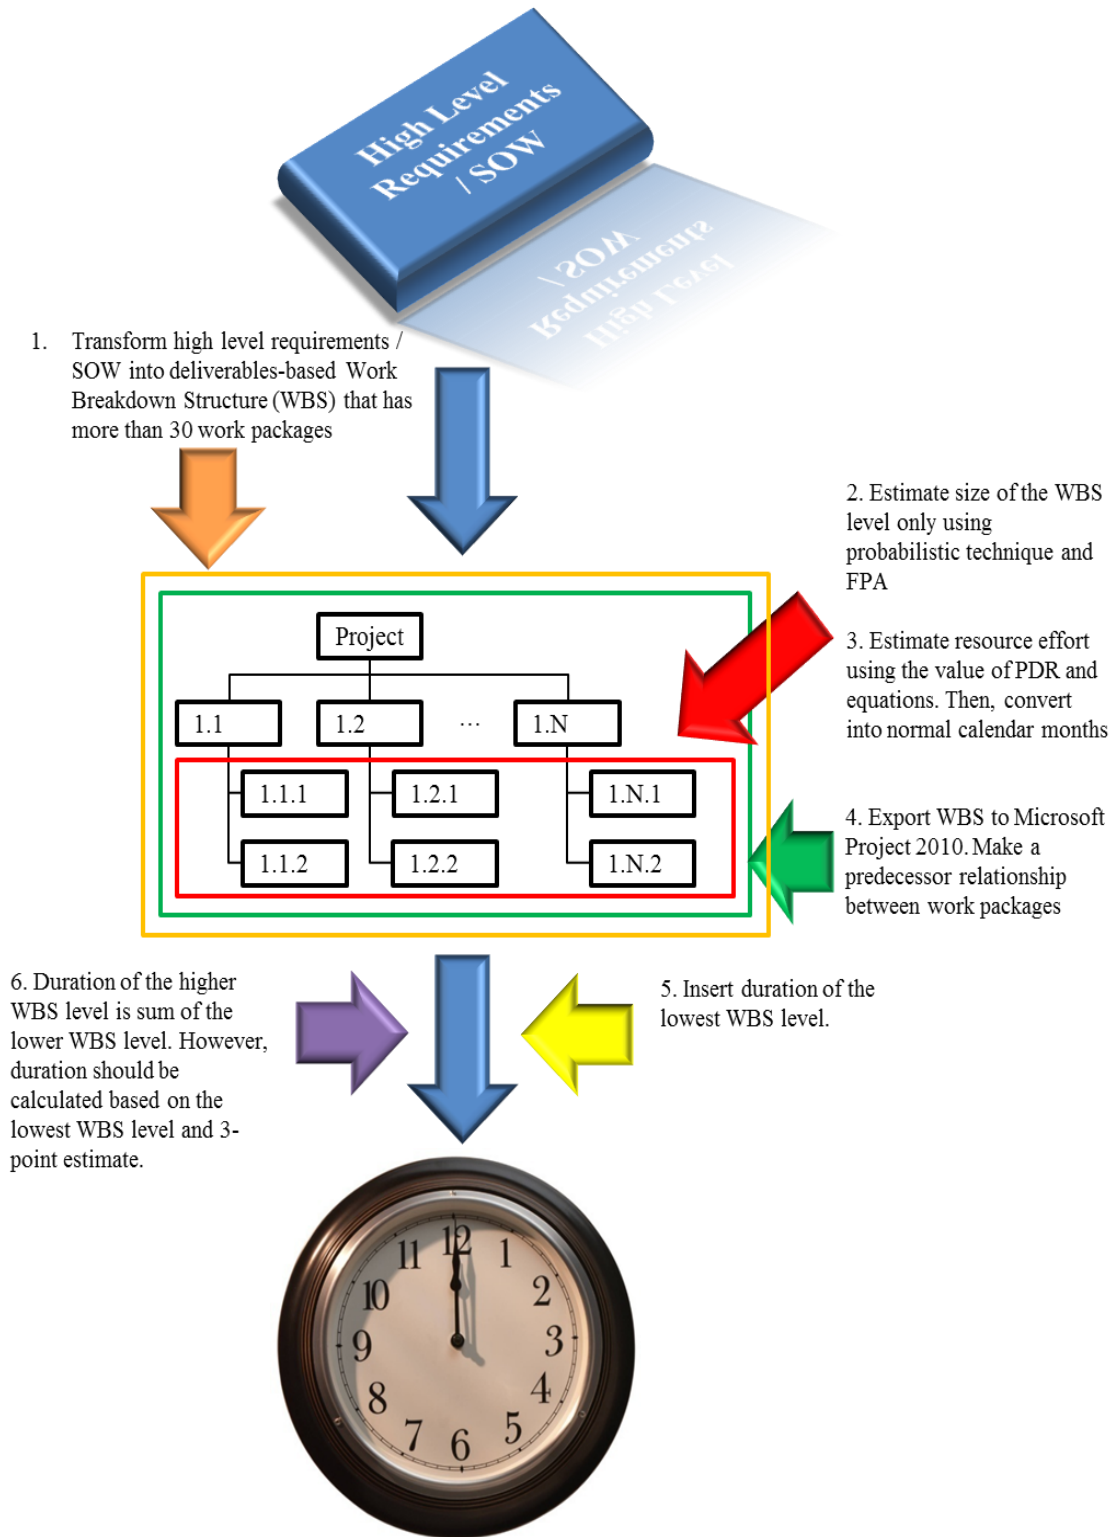 High Level
Requirements
/ SOW
/ SOW
Requirements
High Level
1. Transform high level requirements /
SOW into deliverables-based Work
Breakdown Structure (WBS) that has
more than 30 work packages
2. Estimate size of the WBS
level only using
probabilistic technique and
FPA
3. Estimate resource effort
using the value of PDR and
equations. Then, convert
into normal calendar months
4. Export WBS to Microsoft
Project 2010. Make a
predecessor relationship
between work packages
Project
1.1
1.2
...
1.N
1.1.1
1.2.1
1.N.1
1.1.2
1.2.2
1.N.2
6. Duration of the higher
WBS level is sum of the
lower WBS level. However,
duration should be
calculated based on the
lowest WBS level and 3-
point estimate.
5. Insert duration of the
lowest WBS level.
12
1
2
3
4
5
6
7
8
9
10
11